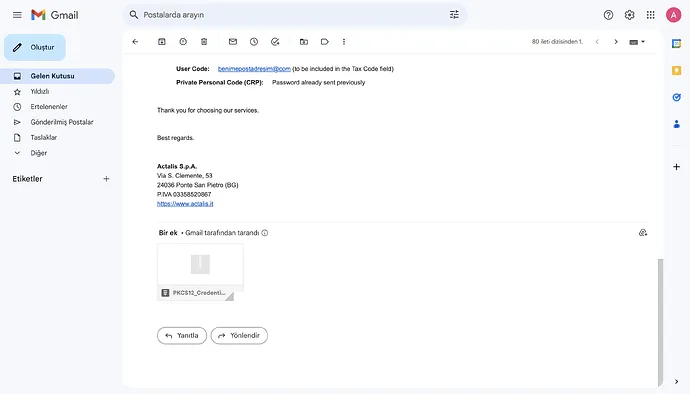 Gmail
Postalarda arayın
A
Oluştur
80 ileti dizisinden 1.
Gelen Kutusu
Yıldızlı
Ertelenenler
Gönderilmiş Postalar
Taslaklar
Diğer
Etiketler
User Code: benimepostadresim@com (to be included in the Tax Code field)
Private Personal Code (CRP): Password already sent previously
Thank you for choosing our services.
Best regards.
Actalis S.p.A.
Via S. Clemente, 53
24036 Ponte San Pietro (BG)
P.IVA 03358520967
https://www.actalis.it
Bir ek • Gmail tarafından tarandı
PKCS12_Credenti...
Yanıtla
Yönlendir